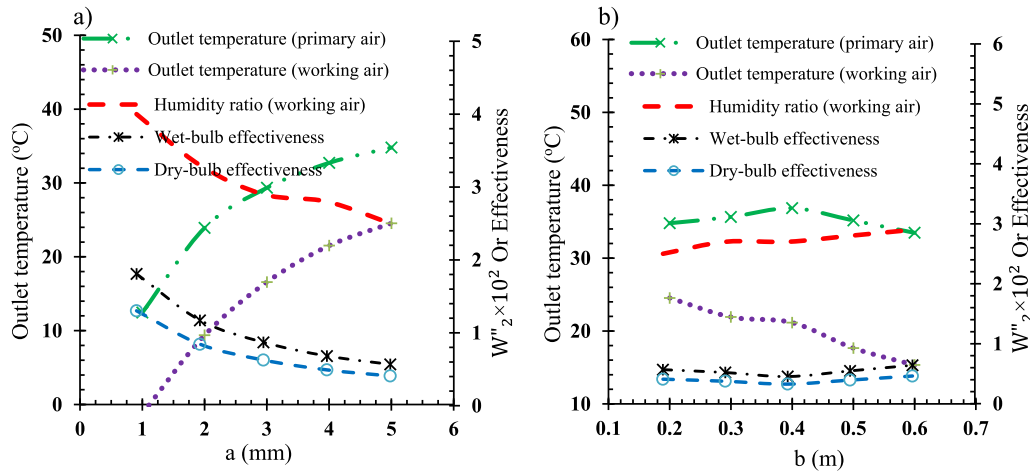 a)
Outlet temperature (primary air)
Outlet temperature (working air)
Humidity ratio (working air)
Wet-bulb effectiveness
Dry-bulb effectiveness
Outlet temperature (ºC)
50
40
30
20
10
0
0 1 2 3 4 5 6
a (mm)
5
4
3
2
1
0
W"₂×10² Or Effectiveness
b)
Outlet temperature (primary air)
Outlet temperature (working air)
Humidity ratio (working air)
Wet-bulb effectiveness
Dry-bulb effectiveness
Outlet temperature (ºC)
60
50
40
30
20
10
0.1 0.2 0.3 0.4 0.5 0.6 0.7
b (m)
6
5
4
3
2
1
0
W"₂×10² Or Effectiveness